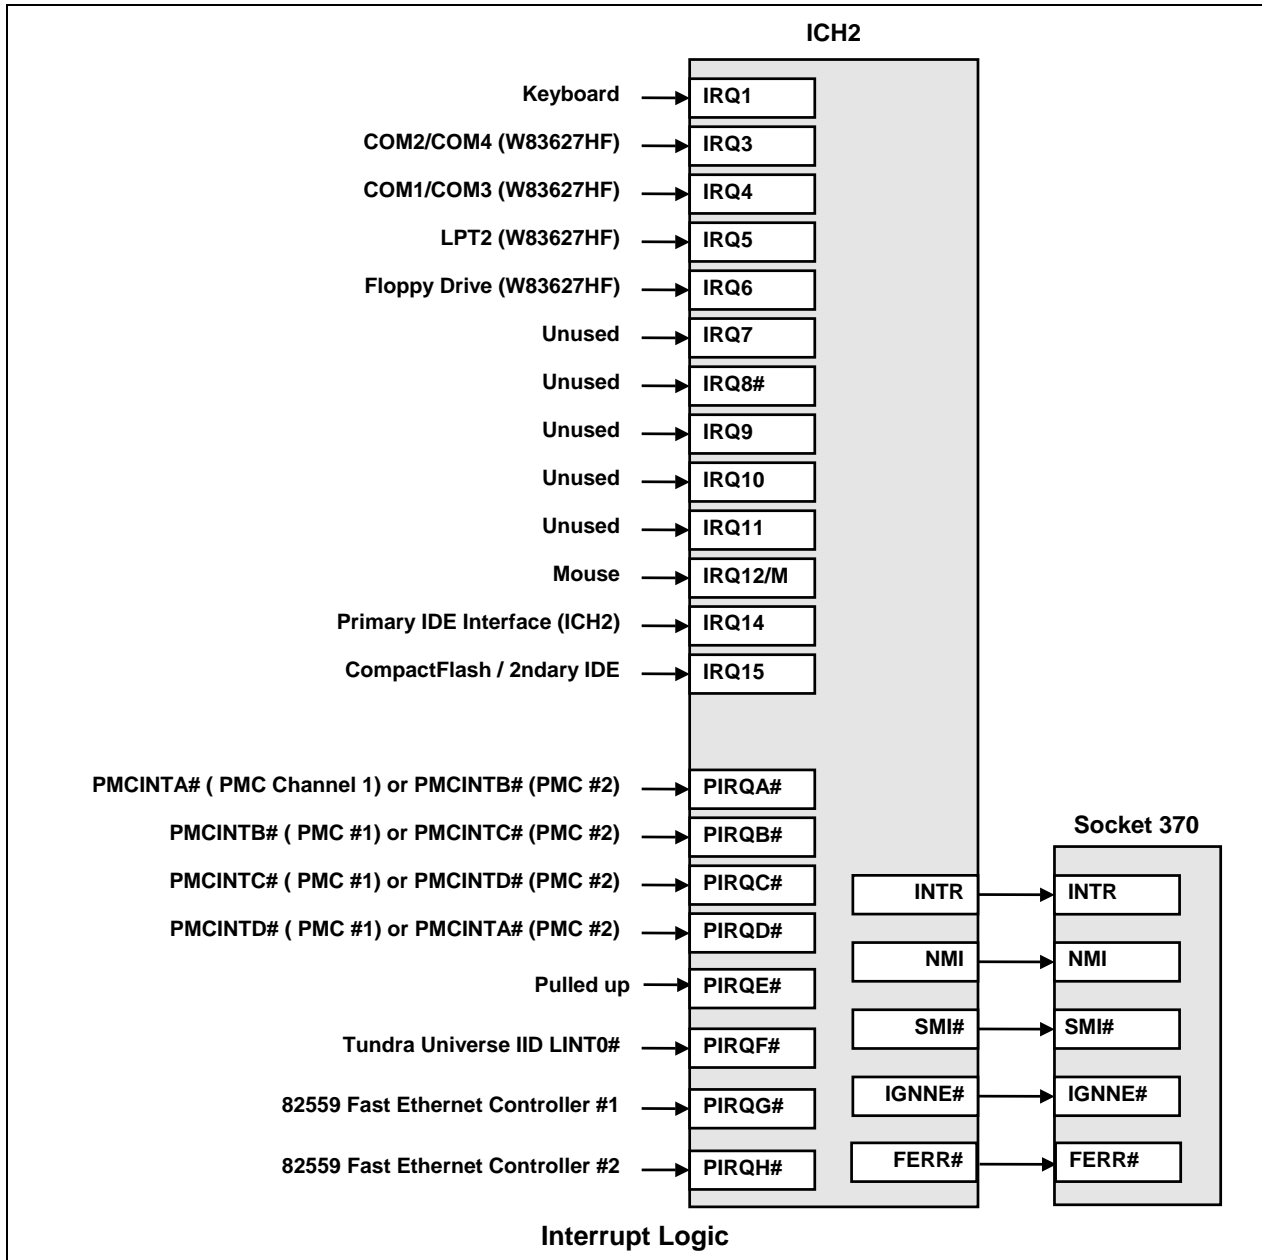 ICH2
Keyboard IRQ1
COM2/COM4 (W83627HF) IRQ3
COM1/COM3 (W83627HF) IRQ4
LPT2 (W83627HF) IRQ5
Floppy Drive (W83627HF) IRQ6
Unused IRQ7
Unused IRQ8#
Unused IRQ9
Unused IRQ10
Unused IRQ11
Mouse IRQ12/M
Primary IDE Interface (ICH2) IRQ14
CompactFlash / 2ndary IDE IRQ15
PMCINTA# ( PMC Channel 1) or PMCINTB# (PMC #2) PIRQA#
PMCINTB# ( PMC #1) or PMCINTC# (PMC #2) PIRQB#
PMCINTC# ( PMC #1) or PMCINTD# (PMC #2) PIRQC#
PMCINTD# ( PMC #1) or PMCINTA# (PMC #2) PIRQD#
Pulled up PIRQE#
Tundra Universe IID LINT0# PIRQF#
82559 Fast Ethernet Controller #1 PIRQG#
82559 Fast Ethernet Controller #2 PIRQH#
Socket 370
INTR INTR
NMI NMI
SMI# SMI#
IGNNE# IGNNE#
FERR# FERR#
Interrupt Logic